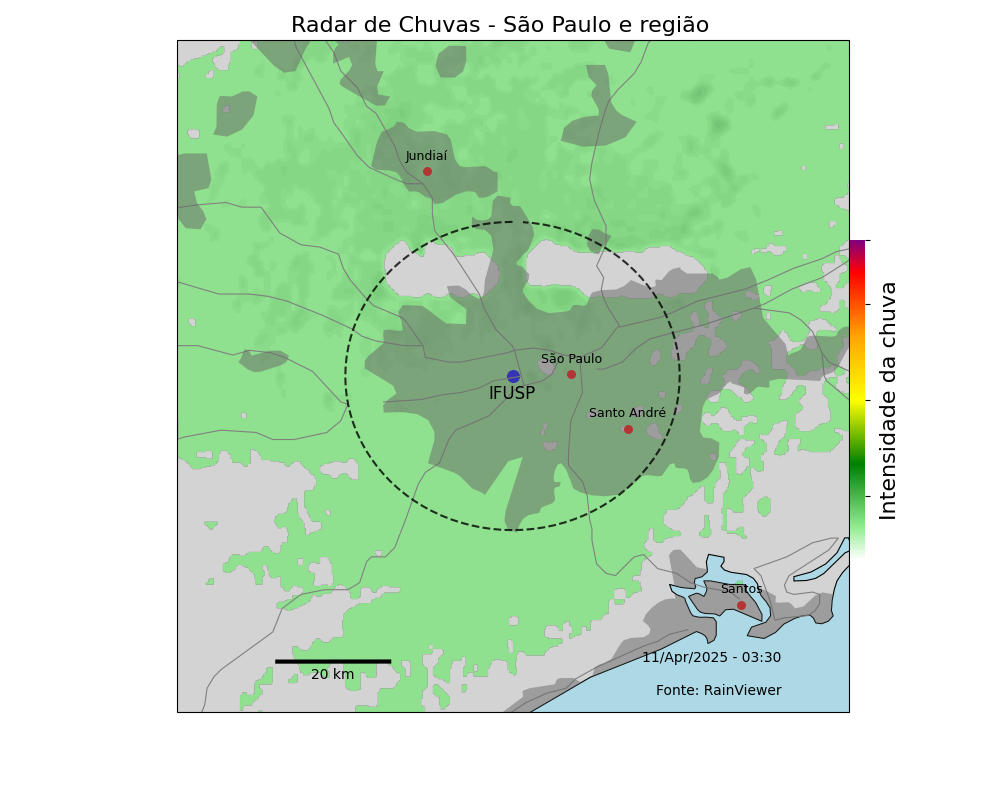 Radar de Chuvas - São Paulo e região
Jundiaí
São Paulo
IFUSP
Santo André
Santos
11/Apr/2025 - 03:30
20 km
Fonte: RainViewer
Intensidade da chuva